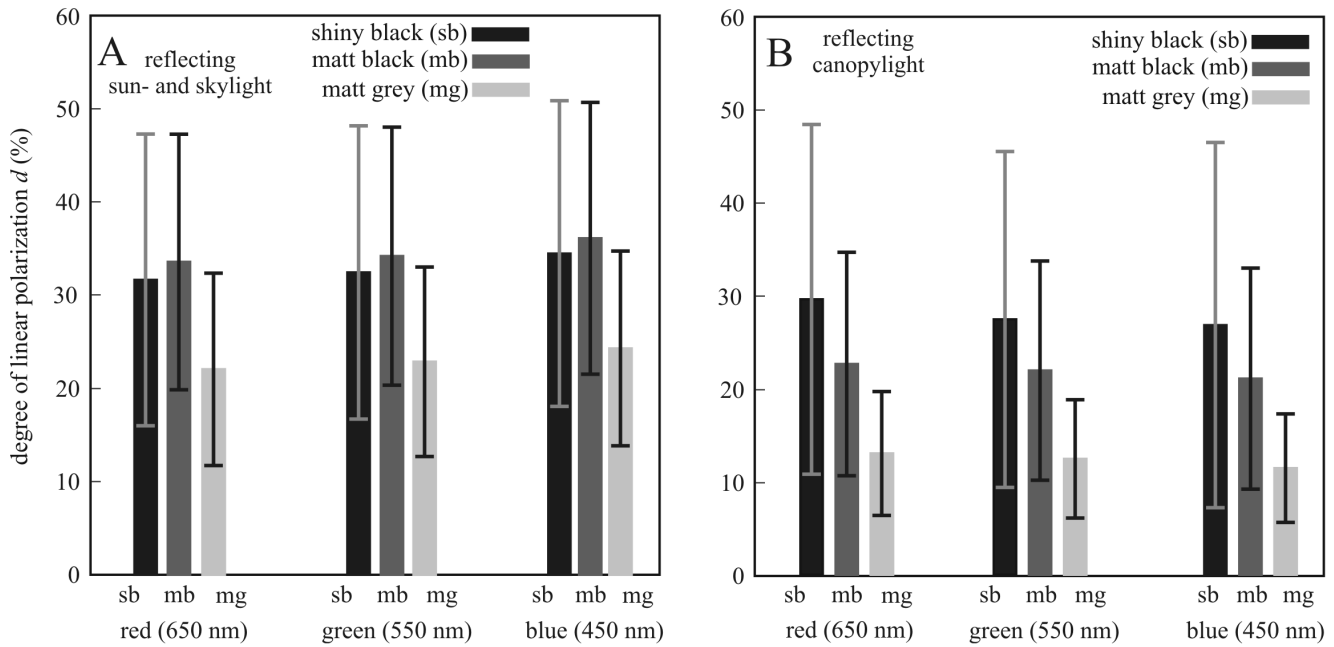 60
50
40
30
20
10
0
degree of linear polarization d (%)
A
reflecting
sun- and skylight
shiny black (sb)
matt black (mb)
matt grey (mg)
sb mb mg sb mb mg sb mb mg
red (650 nm) green (550 nm) blue (450 nm)
60
50
40
30
20
10
0
B
reflecting
canopylight
shiny black (sb)
matt black (mb)
matt grey (mg)
sb mb mg sb mb mg sb mb mg
red (650 nm) green (550 nm) blue (450 nm)